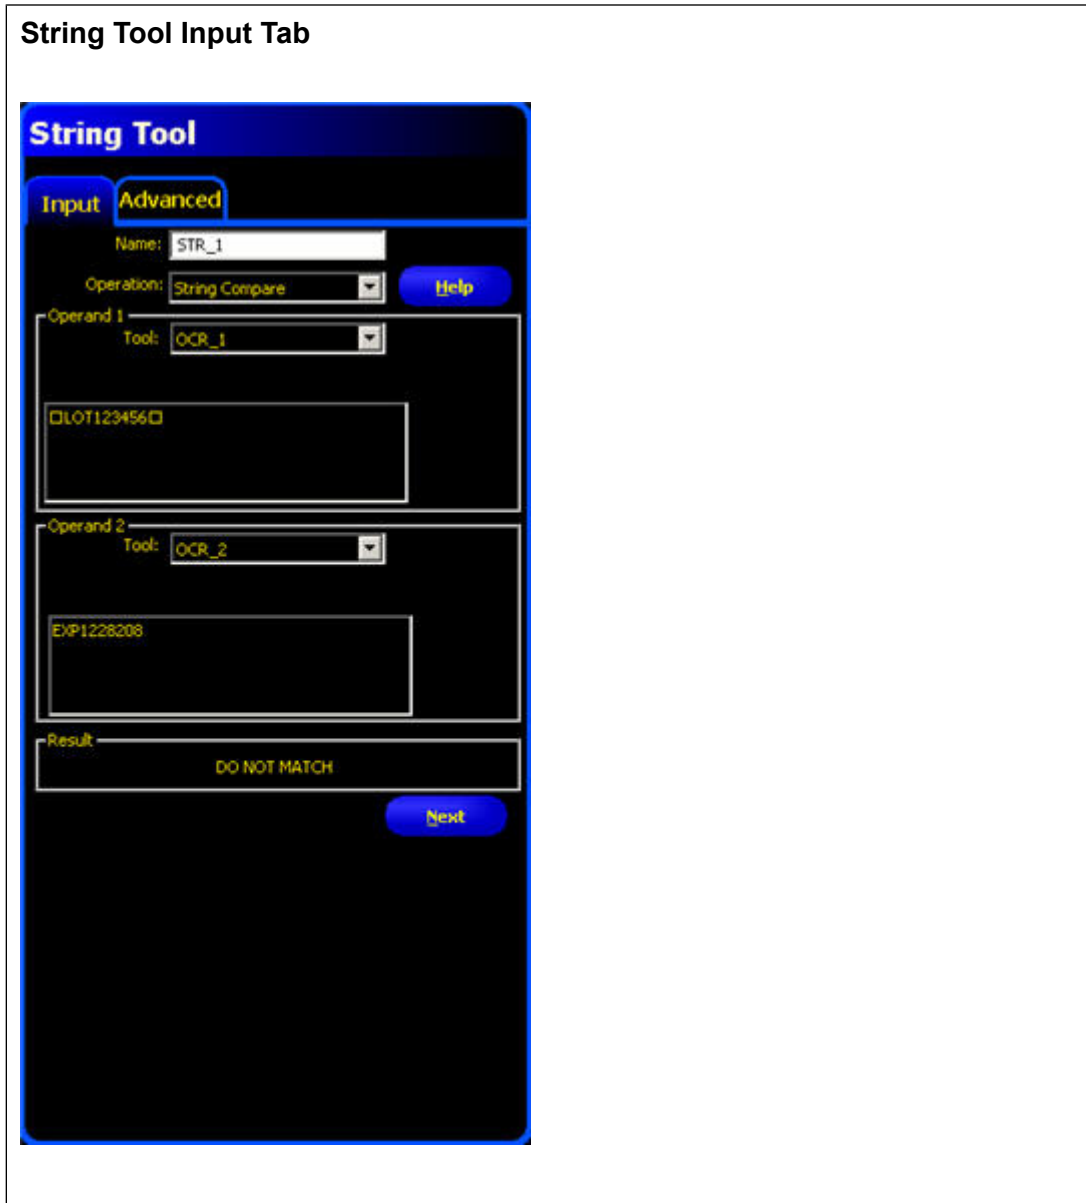 String Tool Input Tab
String Tool
Input Advanced
Name: STR_1
Operation: String Compare Help
Operand 1
Tool: OCR_1
□LOT123456□
Operand 2
Tool: OCR_2
EXP1228208
Result
DO NOT MATCH
Next